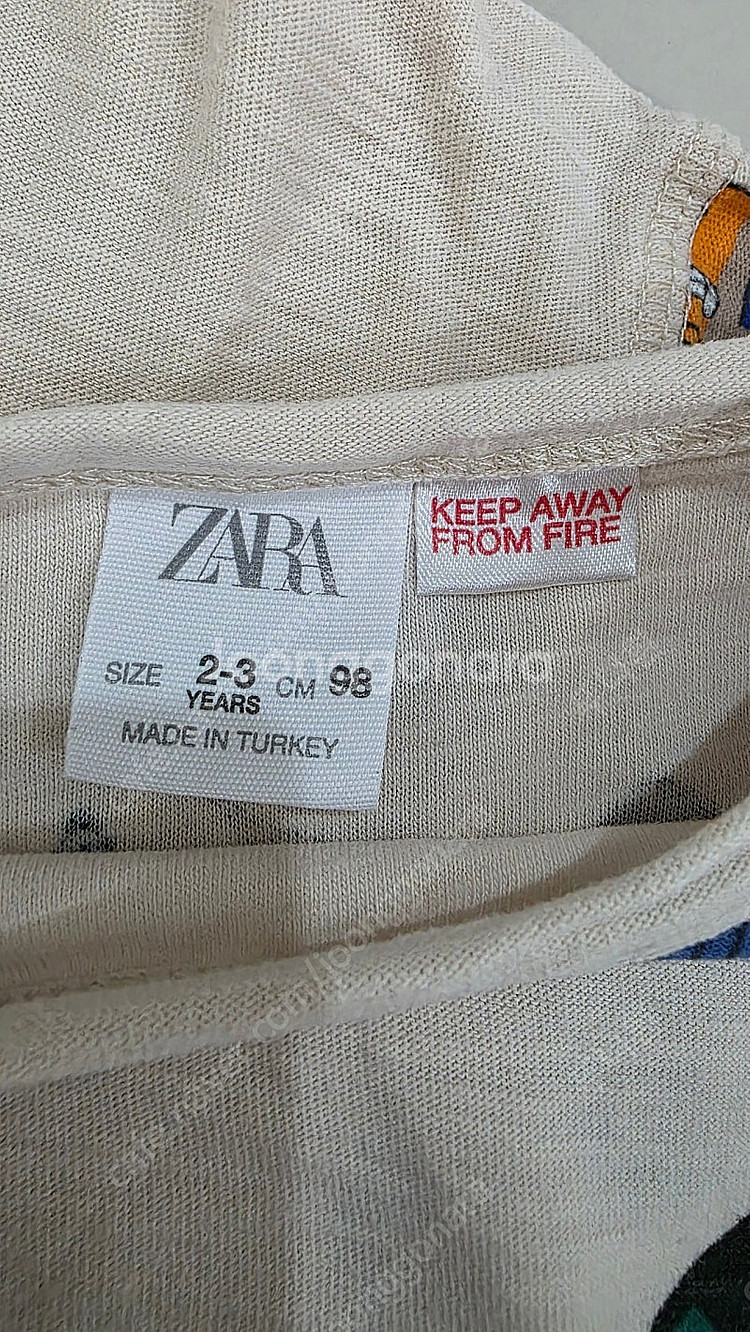 ZARA
SIZE 2-3 YEARS CM 98
MADE IN TURKEY
KEEP AWAY
FROM FIRE